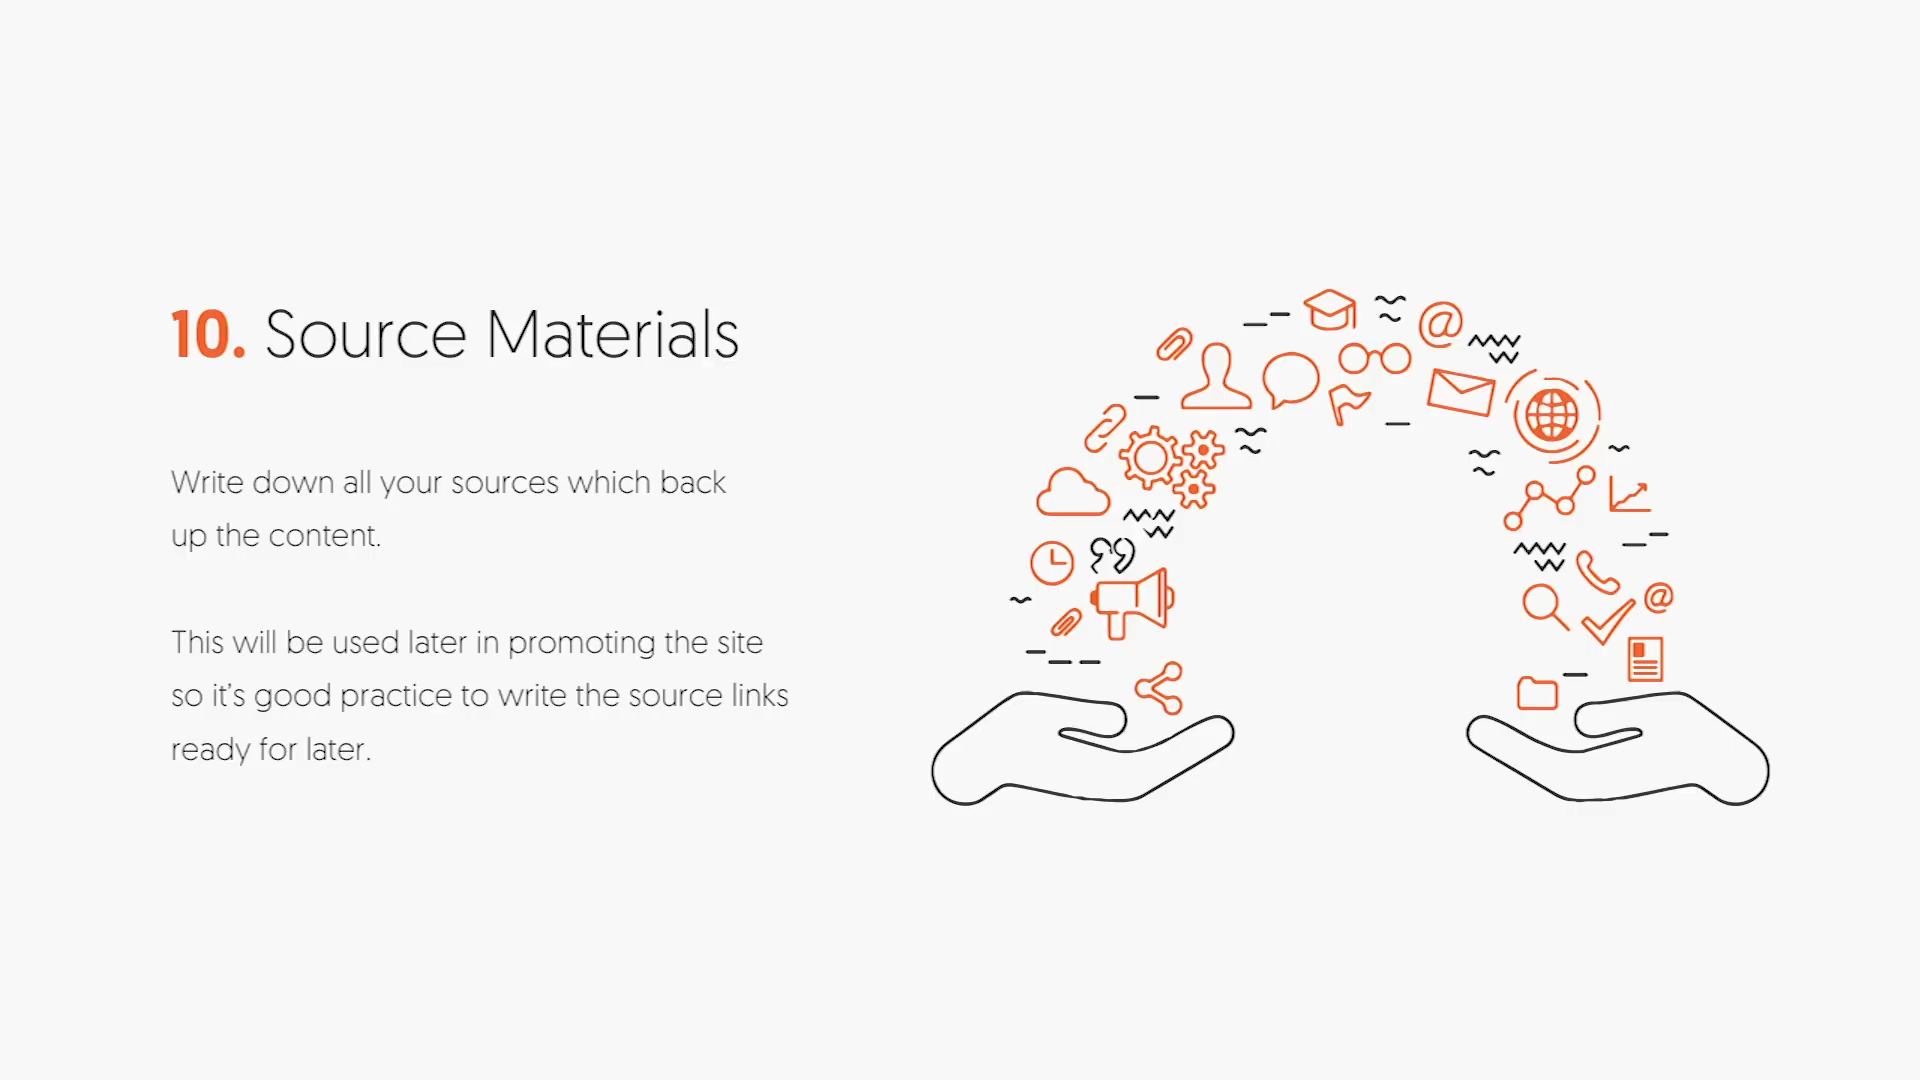 10. Source Materials
Write down all your sources which back
up the content.
This will be used later in promoting the site
so it’s good practice to write the source links
ready for later.